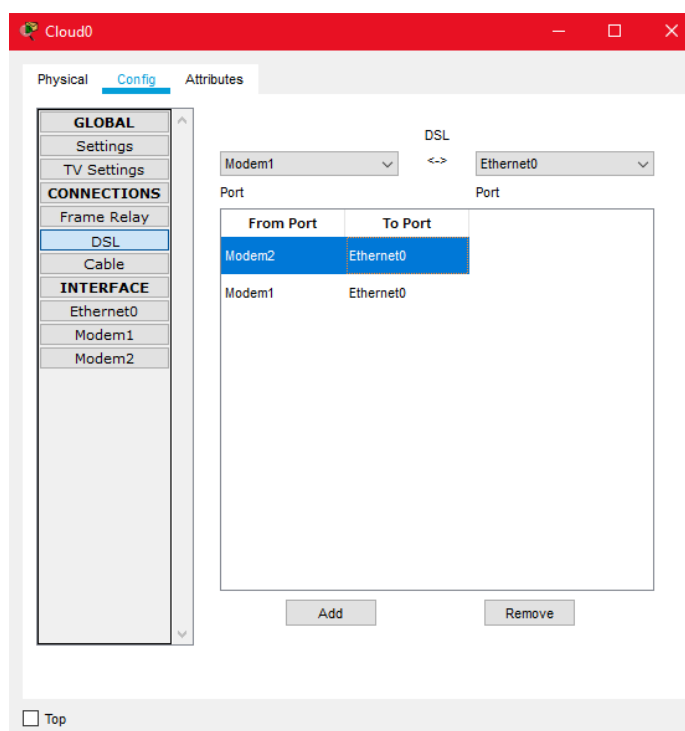 Cloud0
Physical Config Attributes
GLOBAL
Settings
TV Settings
CONNECTIONS
Frame Relay
DSL
Cable
INTERFACE
Ethernet0
Modem1
Modem2
DSL
Modem1 <-> Ethernet0
Port Port
From Port To Port
Modem2 Ethernet0
Modem1 Ethernet0
Add Remove
Top